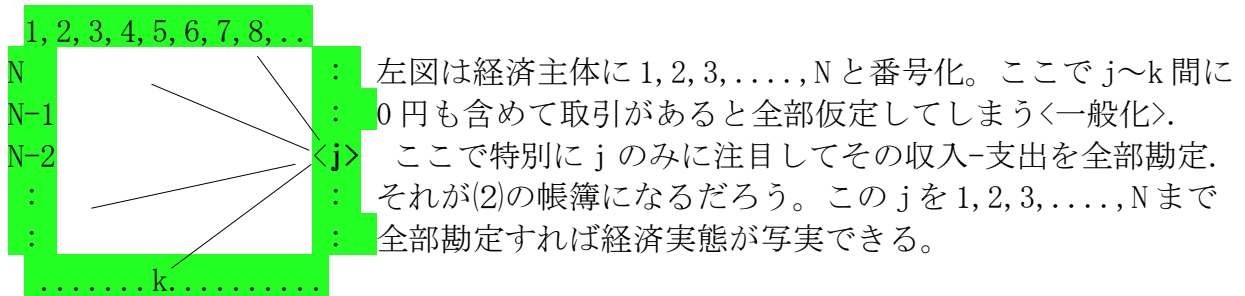 1,2,3,4,5,6,7,8,..
N : 左図は経済主体に1,2,3,....,Nと番号化。ここでj～k間に
N-1 : 0円も含めて取引があると全部仮定してしまう<一般化>.
N-2 <j> ここで特別にjのみに注目してその収入-支出を全部勘定.
: : それが⑵の帳簿になるだろう。このjを1,2,3,....,Nまで
: : 全部勘定すれば経済実態が写実できる。
.......k..........